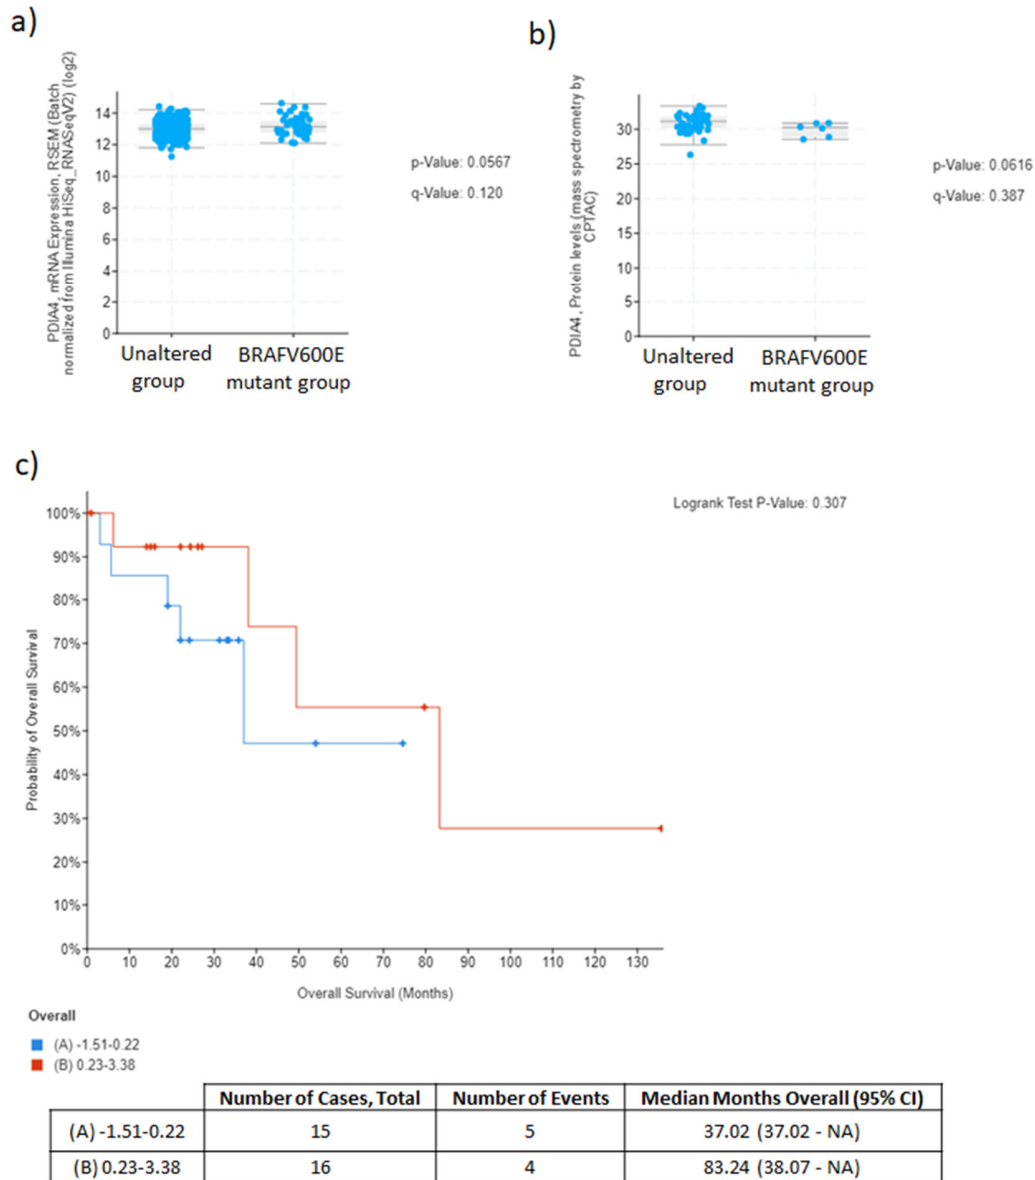 a)
PDIA4, mRNA Expression, RSEM (Batch
normalized from Illumina HiSeq_RNASeqV2) (log2)
14
12
10
8
6
4
2
0
Unaltered
group
BRAFV600E
mutant group
p-Value: 0.0567
q-Value: 0.120
b)
PDIA4, Protein levels (mass spectrometry by
CPTAC)
30
25
20
15
10
5
0
Unaltered
group
BRAFV600E
mutant group
p-Value: 0.0616
q-Value: 0.387
c)
Logrank Test P-Value: 0.307
Probability of Overall Survival
100%
90%
80%
70%
60%
50%
40%
30%
20%
10%
0%
0 10 20 30 40 50 60 70 80 90 100 110 120 130
Overall Survival (Months)
Overall
(A) -1.51-0.22
(B) 0.23-3.38
Number of Cases, Total Number of Events Median Months Overall (95% CI)
(A) -1.51-0.22 15 5 37.02 (37.02 - NA)
(B) 0.23-3.38 16 4 83.24 (38.07 - NA)